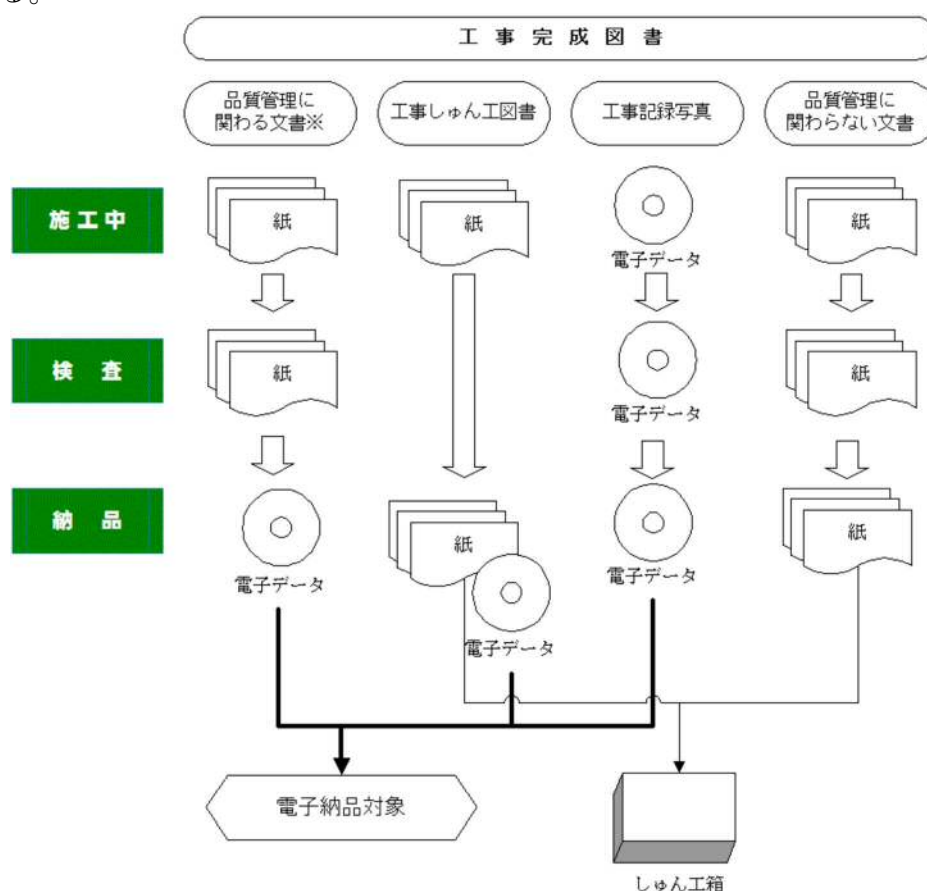 る。
工事完成図書
品質管理に
関わる文書※
工事しゅん工図書
工事記録写真
品質管理に
関わらない文書
施工中
紙
紙
電子データ
紙
検 査
紙
電子データ
紙
納 品
電子データ
紙
電子データ
電子データ
紙
電子納品対象
しゅん工箱